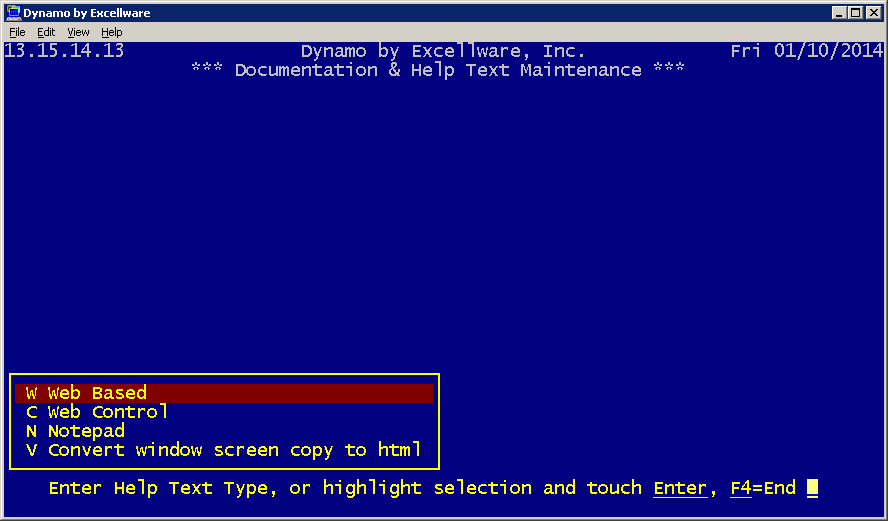 Dynamo by Excellware
File Edit View Help
13.15.14.13 Dynamo by Excellware, Inc. Fri 01/10/2014
*** Documentation & Help Text Maintenance ***
W Web Based
C Web Control
N Notepad
V Convert window screen copy to html
Enter Help Text Type, or highlight selection and touch Enter, F4=End